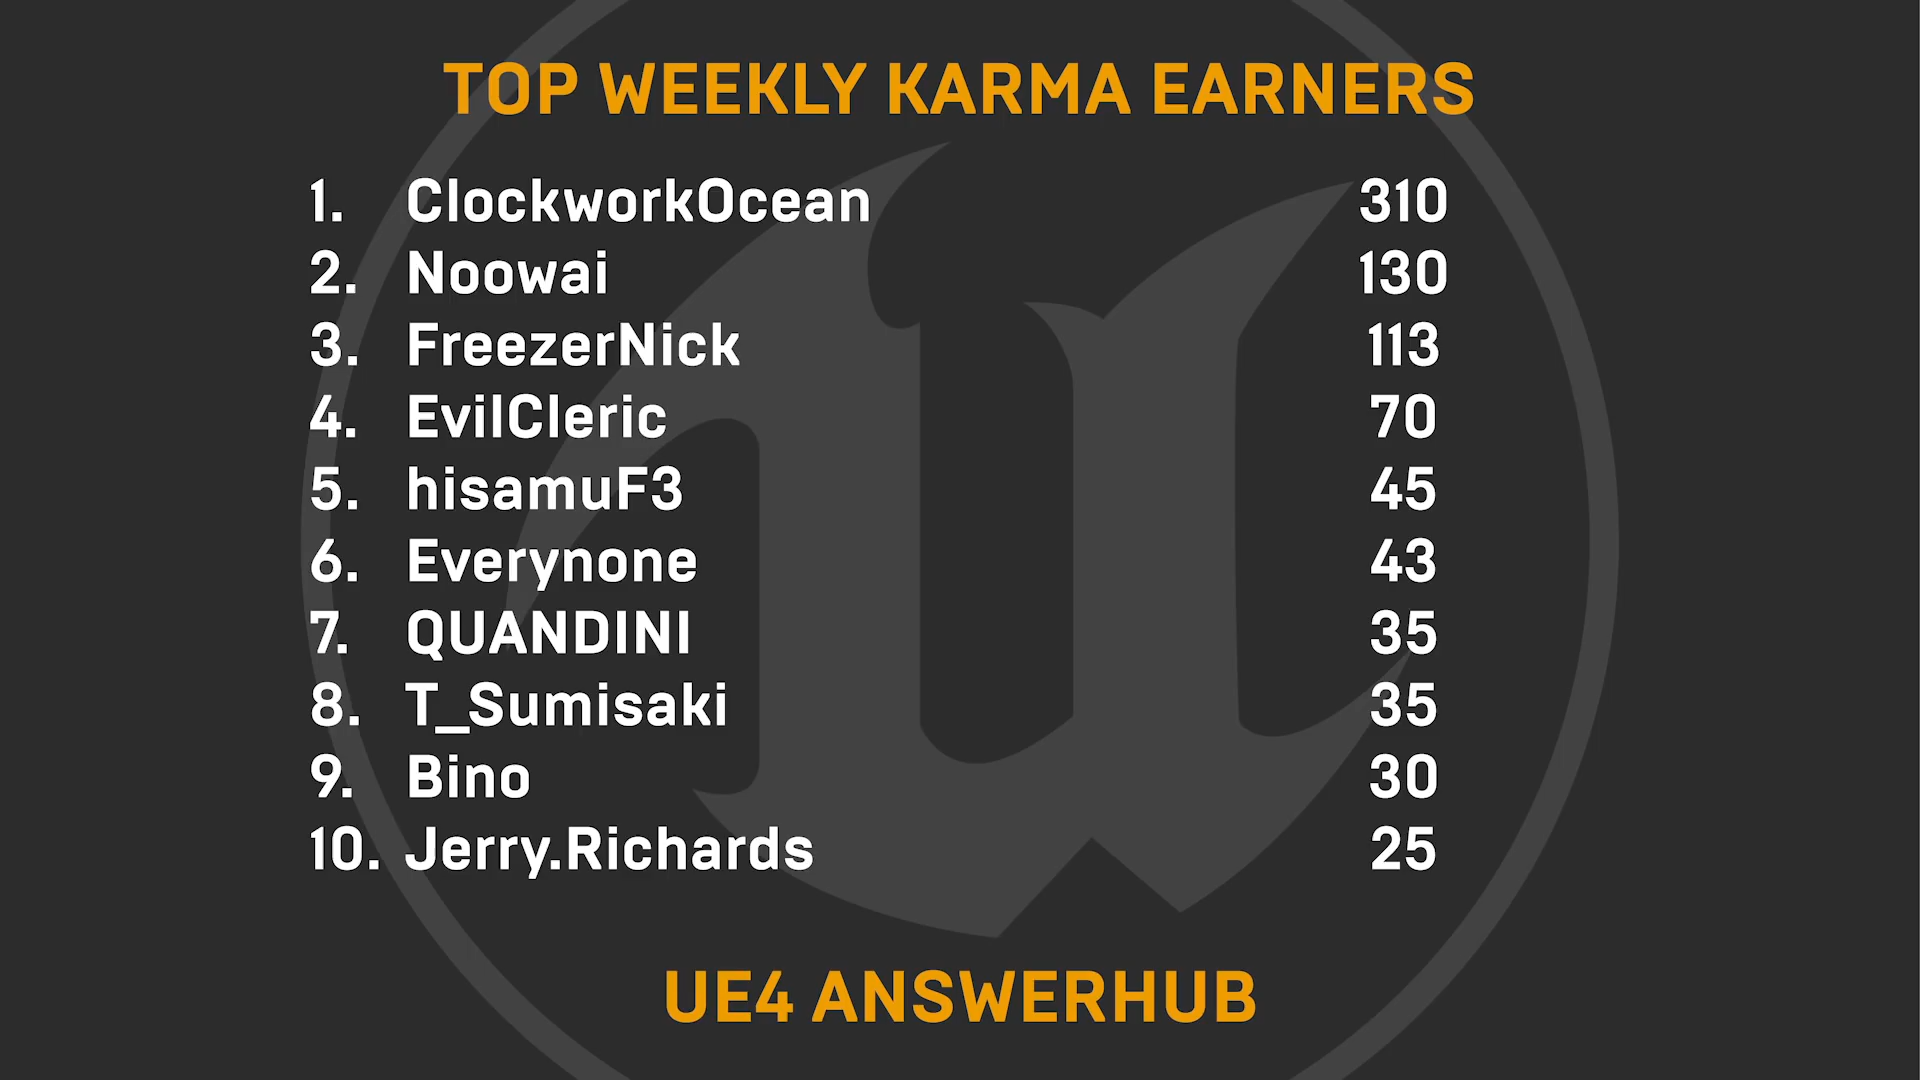 TOP WEEKLY KARMA EARNERS
1. ClockworkOcean 310
2. Noowai 130
3. FreezerNick 113
4. EvilCleric 70
5. hisamuF3 45
6. Everynone 43
7. QUANDINI 35
8. T_Sumisaki 35
9. Bino 30
10. Jerry.Richards 25
UE4 ANSWERHUB